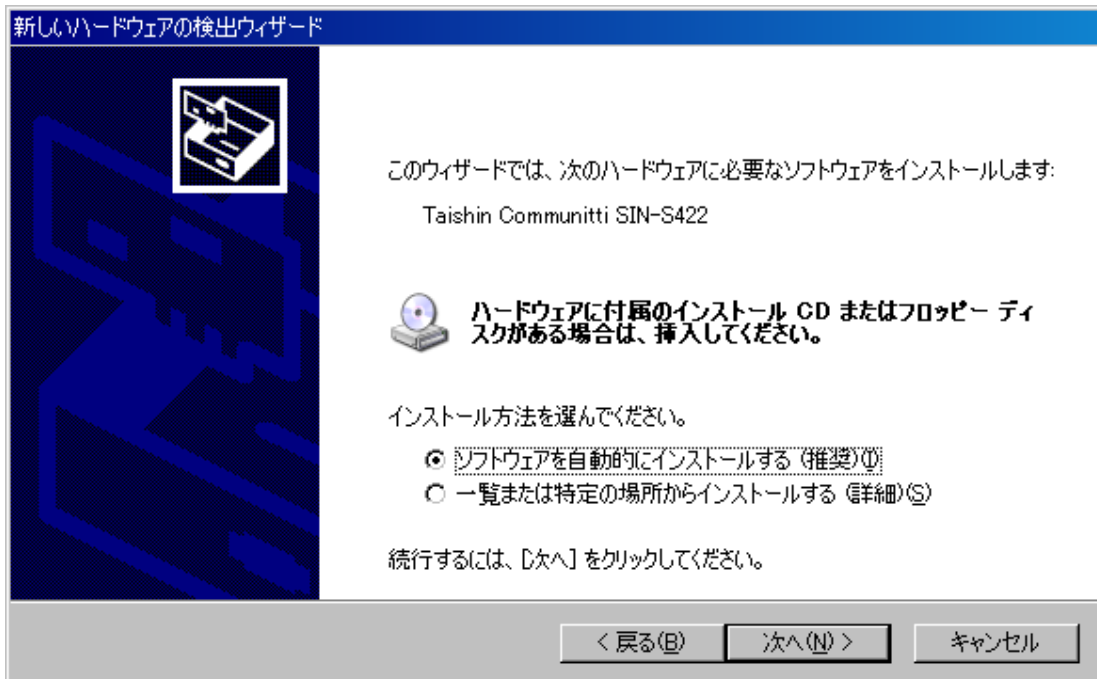 新しいハードウェアの検出ウィザード
このウィザードでは、次のハードウェアに必要なソフトウェアをインストールします:
Taishin Communitti SIN-S422
ハードウェアに付属のインストール CD またはフロッピー ディ
スクがある場合は、挿入してください。
インストール方法を選んでください。
ソフトウェアを自動的にインストールする (推奨)(I)
一覧または特定の場所からインストールする (詳細)(S)
続行するには、[次へ] をクリックしてください。
< 戻る(B)
次へ(N) >
キャンセル